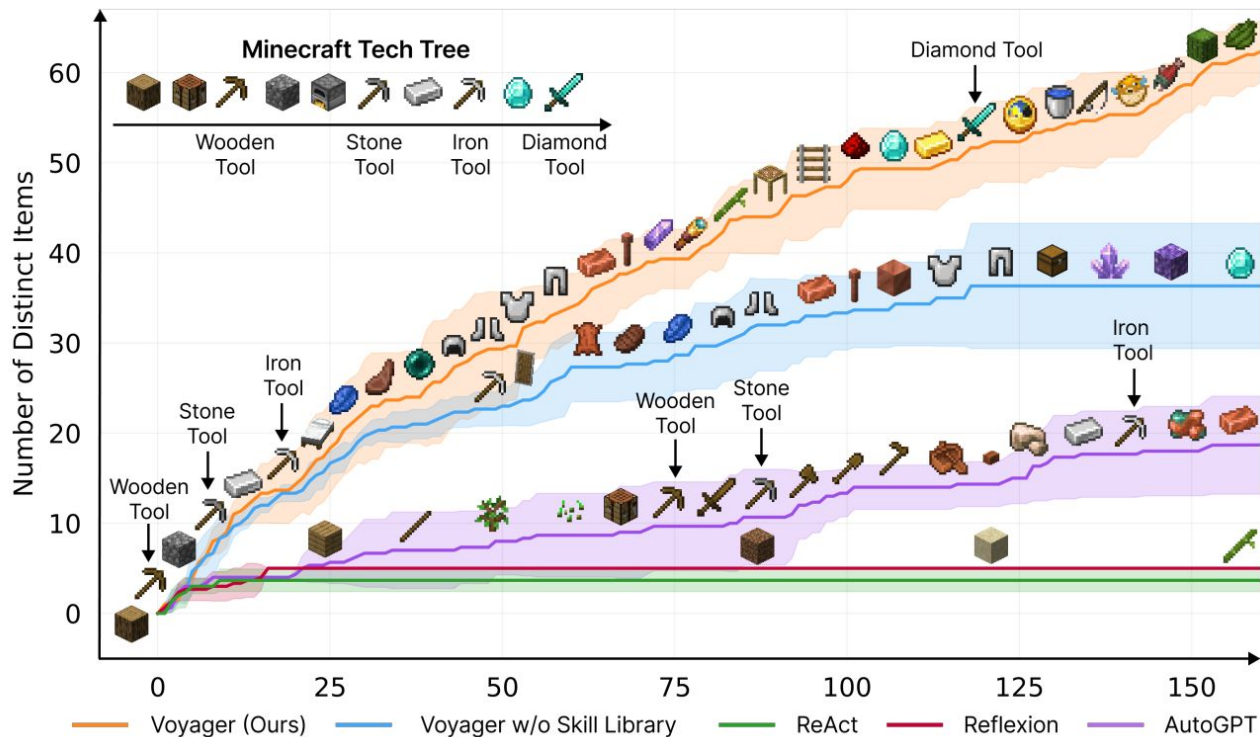 Minecraft Tech Tree
Wooden Tool
Stone Tool
Iron Tool
Diamond Tool
Number of Distinct Items
60
50
40
30
20
10
0
Wooden Tool
Stone Tool
Iron Tool
Diamond Tool
Wooden Tool
Stone Tool
Iron Tool
0 25 50 75 100 125 150
Voyager (Ours) Voyager w/o Skill Library ReAct Reflexion AutoGPT